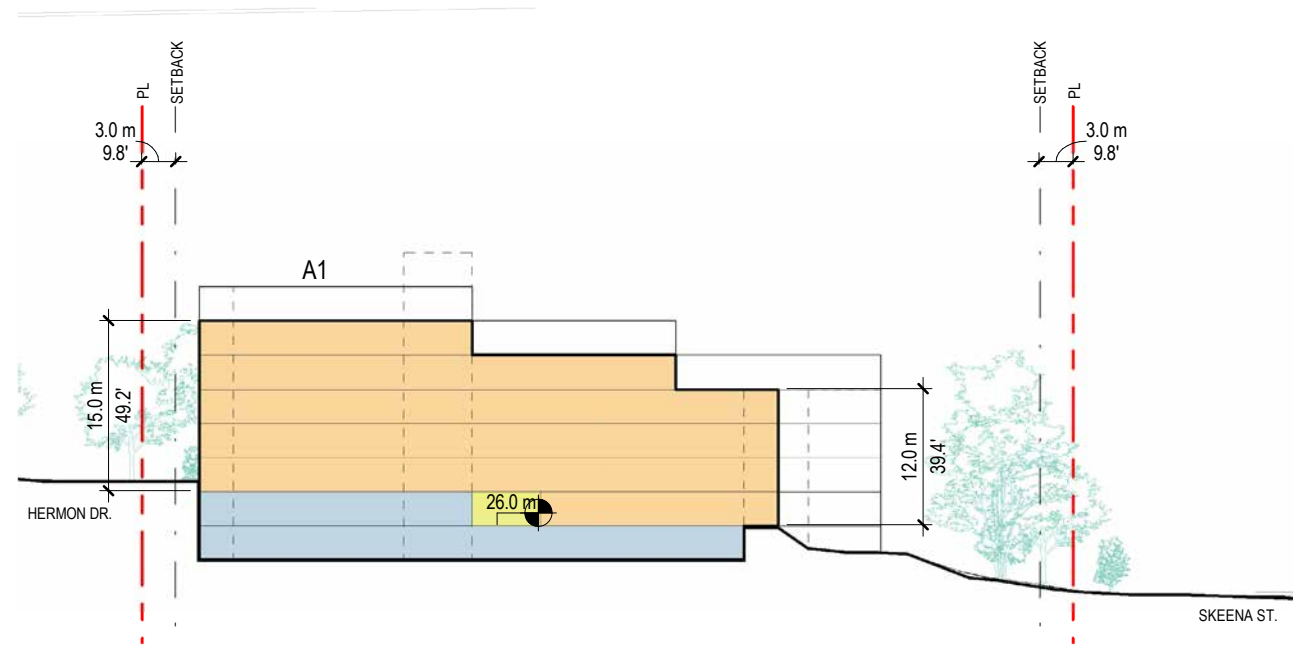 PL
SETBACK
3.0 m
9.8'
SETBACK
PL
3.0 m
9.8'
A1
15.0 m
49.2'
12.0 m
39.4'
26.0 m
HERMON DR.
SKEENA ST.